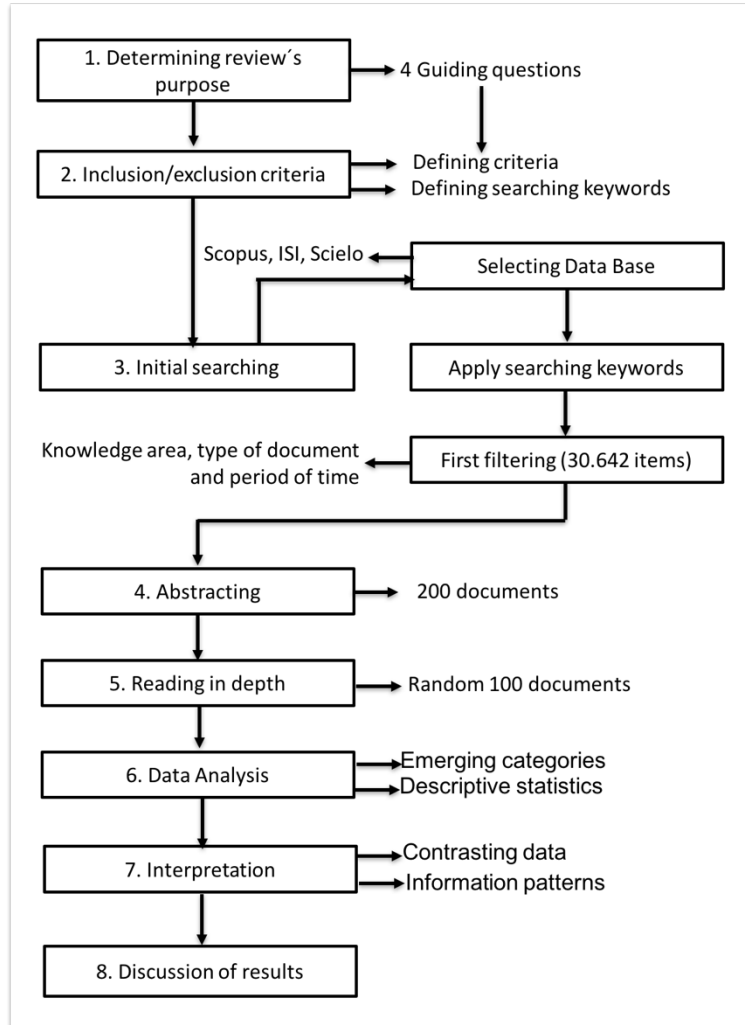 1. Determining review´s
purpose
4 Guiding questions
2. Inclusion/exclusion criteria
Defining criteria
Defining searching keywords
Scopus, ISI, Scielo
Selecting Data Base
3. Initial searching
Apply searching keywords
Knowledge area, type of document
and period of time
First filtering (30.642 items)
4. Abstracting
200 documents
5. Reading in depth
Random 100 documents
6. Data Analysis
Emerging categories
Descriptive statistics
7. Interpretation
Contrasting data
Information patterns
8. Discussion of results